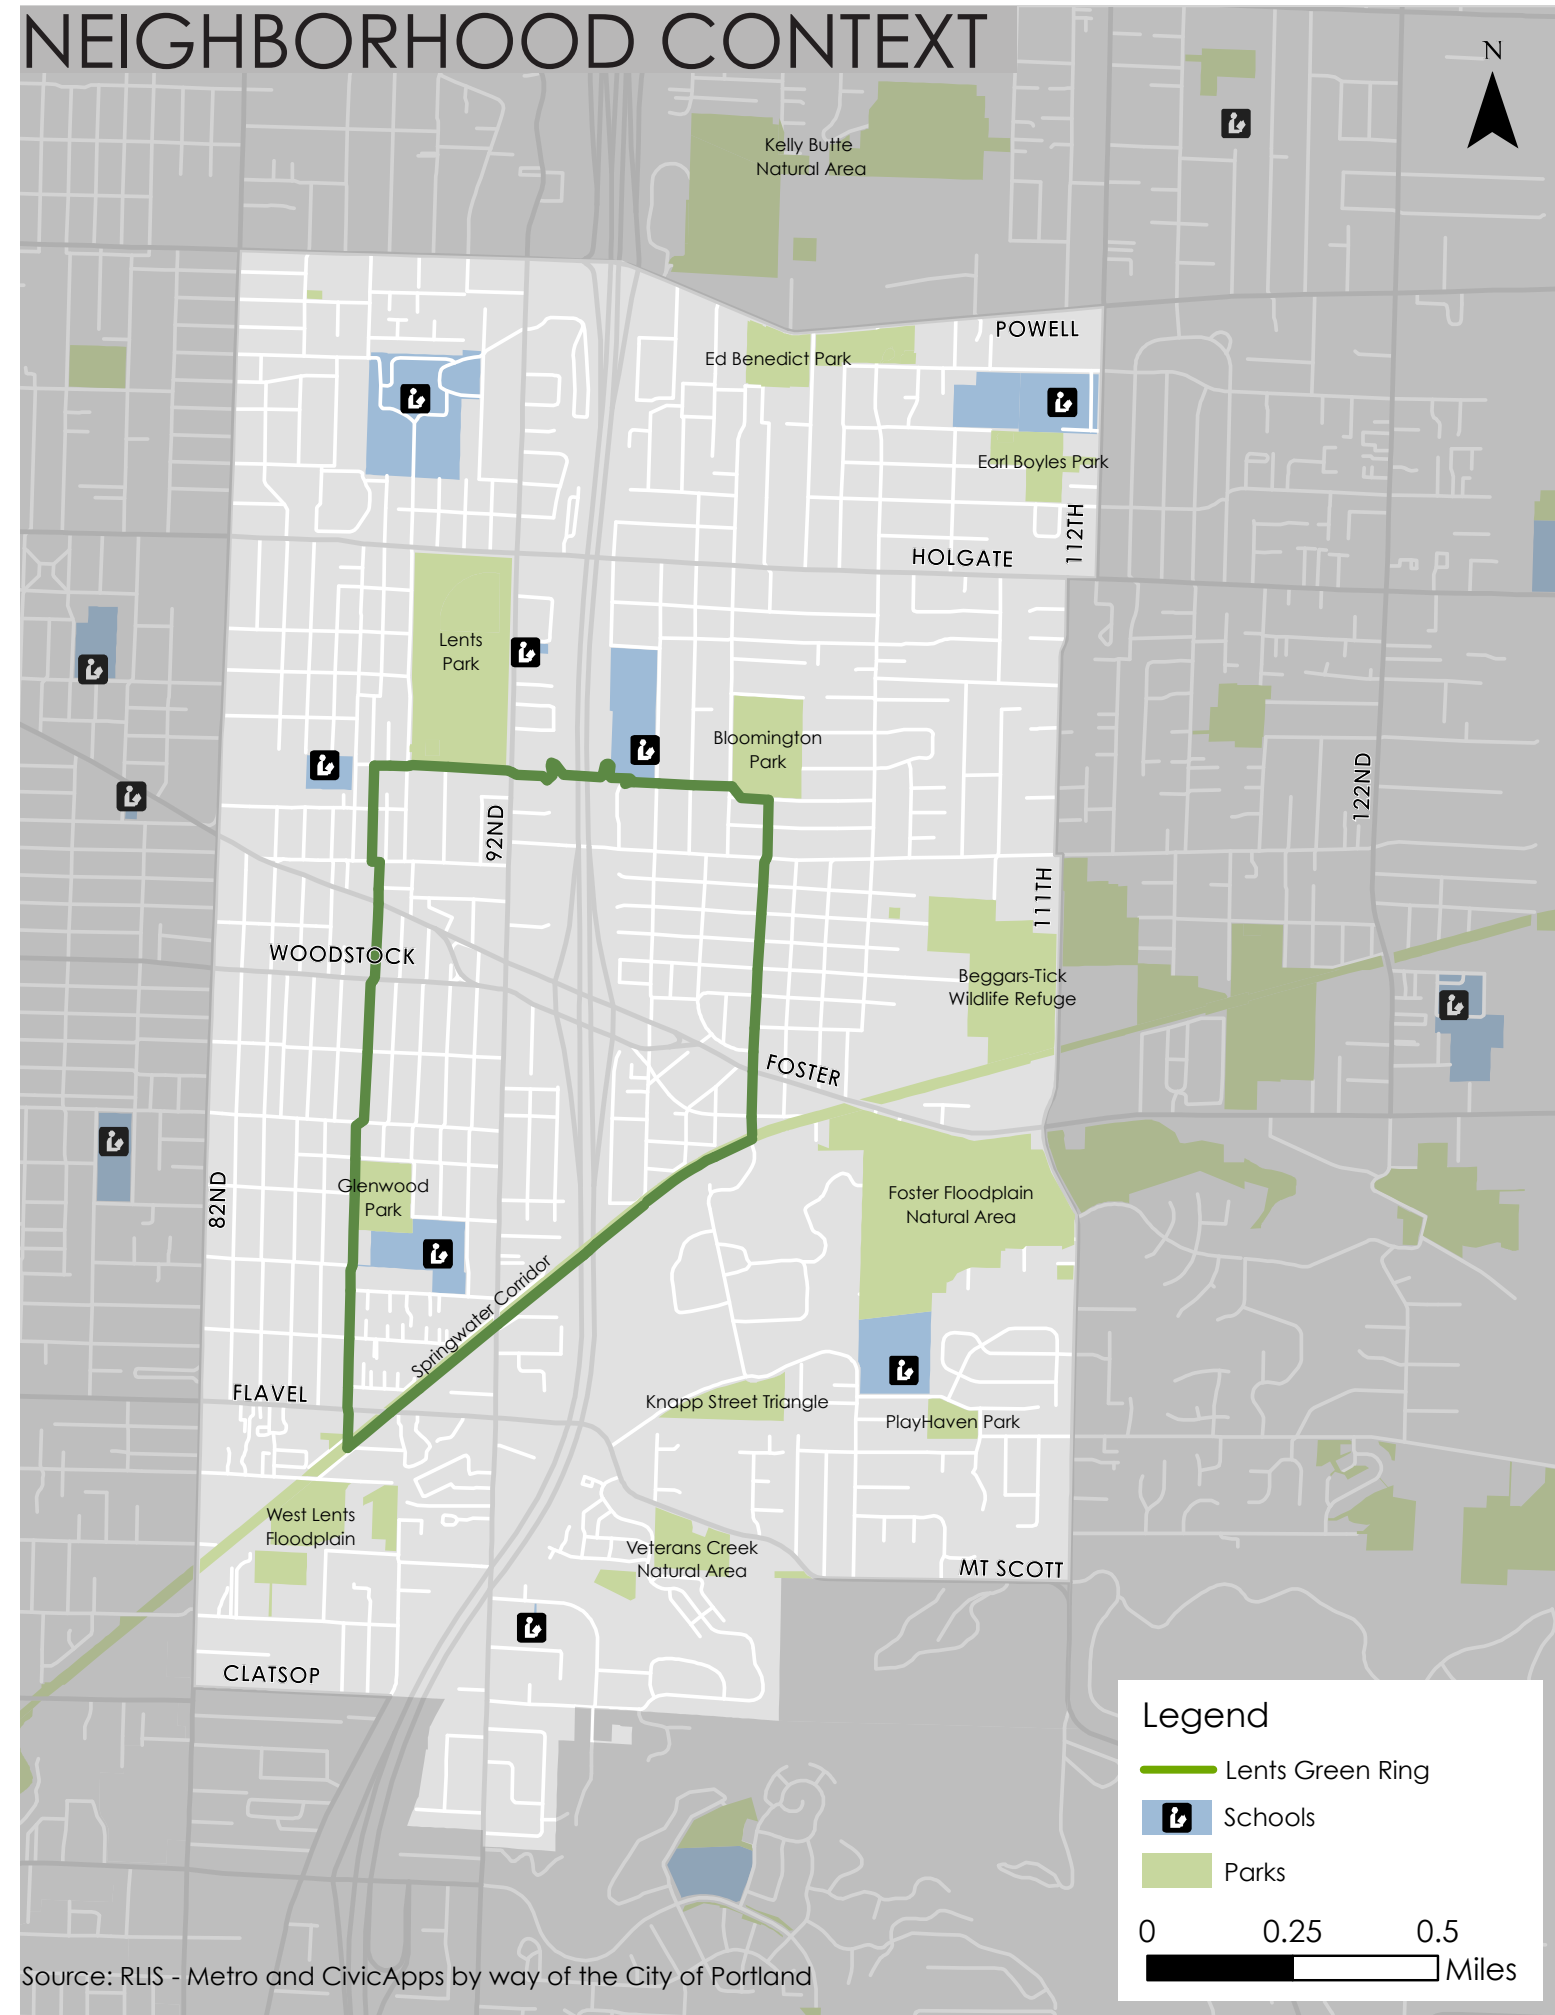 NEIGHBORHOOD CONTEXT
N
Kelly Butte
Natural Area
POWELL
Ed Benedict Park
Earl Boyles Park
112TH
HOLGATE
Lents
Park
Bloomington
Park
92ND
122ND
111TH
WOODSTOCK
Beggars-Tick
Wildlife Refuge
FOSTER
82ND
Glenwood
Park
Foster Floodplain
Natural Area
Springwater Corridor
FLAVEL
Knapp Street Triangle
PlayHaven Park
West Lents
Floodplain
Veterans Creek
Natural Area
MT SCOTT
CLATSOP
Legend
Lents Green Ring
Schools
Parks
0 0.25 0.5
Miles
Source: RLIS - Metro and CivicApps by way of the City of Portland